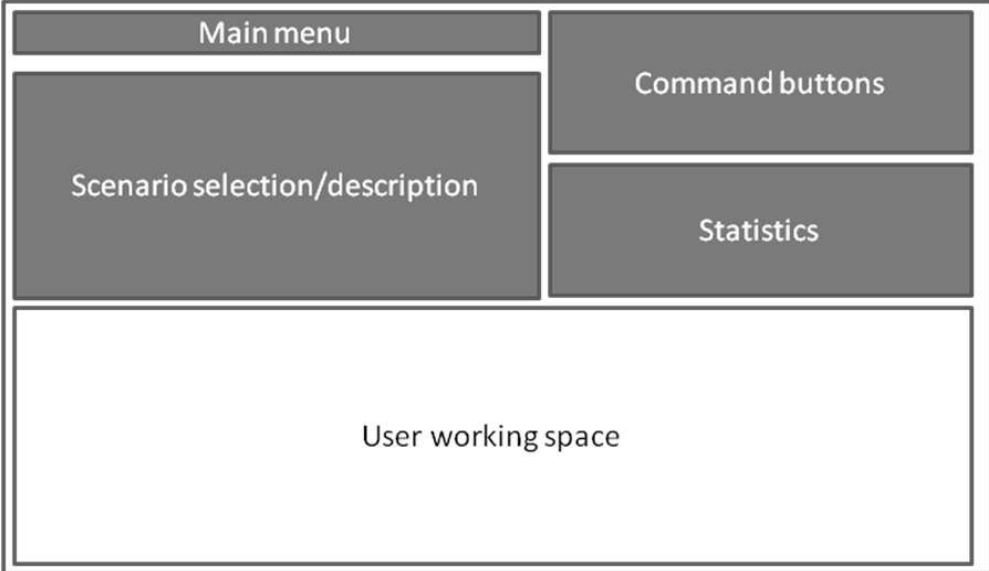 Main menu
Command buttons
Scenario selection/description
Statistics
User working space